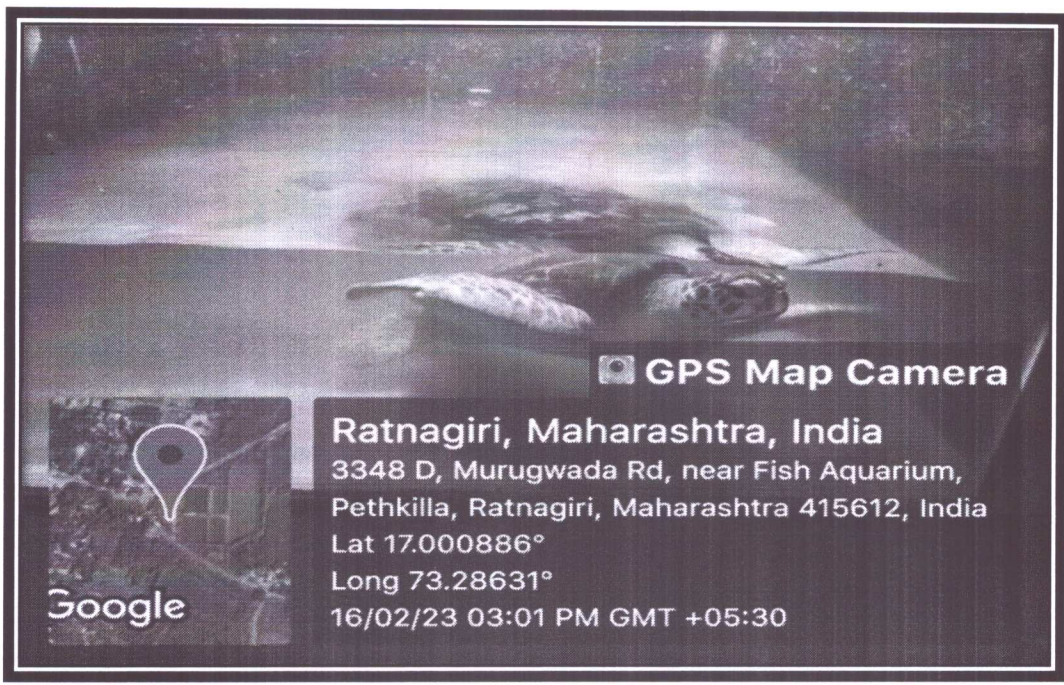 GPS Map Camera
Ratnagiri, Maharashtra, India
3348 D, Murugwada Rd, near Fish Aquarium,
Pethkilla, Ratnagiri, Maharashtra 415612, India
Lat 17.000886°
Long 73.28631°
16/02/23 03:01 PM GMT +05:30
Google